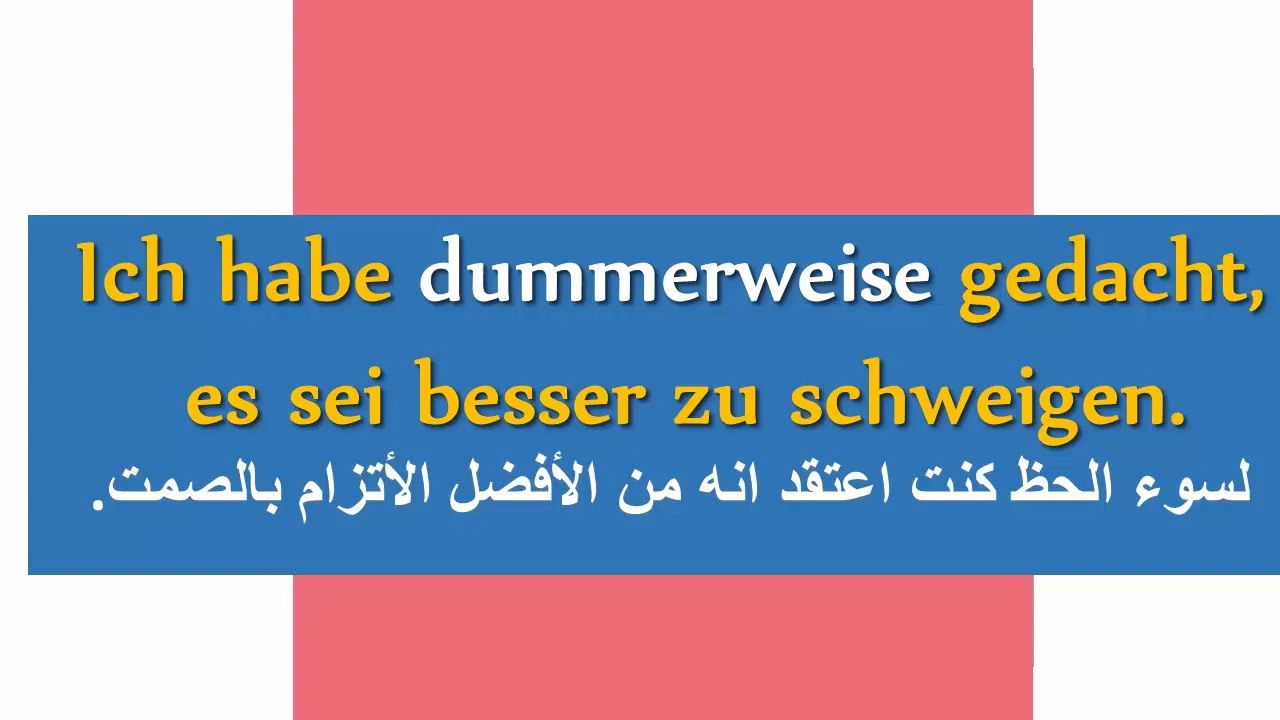 Ich habe dummerweise gedacht,
es sei besser zu schweigen.
لسوء الحظ كنت اعتقد انه من الأفضل الأتزام بالصمت.